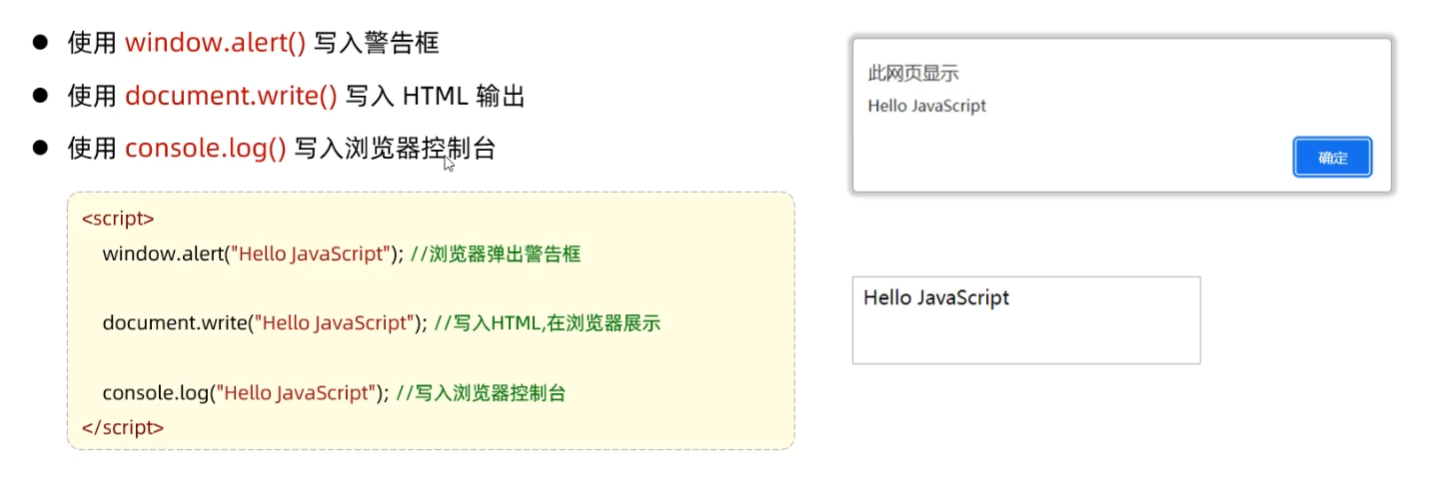 ● 使用 window.alert() 写入警告框
● 使用 document.write() 写入 HTML 输出
● 使用 console.log() 写入浏览器控制台
<script>
window.alert("Hello JavaScript"); //浏览器弹出警告框
document.write("Hello JavaScript"); //写入HTML,在浏览器展示
console.log("Hello JavaScript"); //写入浏览器控制台
</script>
此网页显示
Hello JavaScript
确定
Hello JavaScript